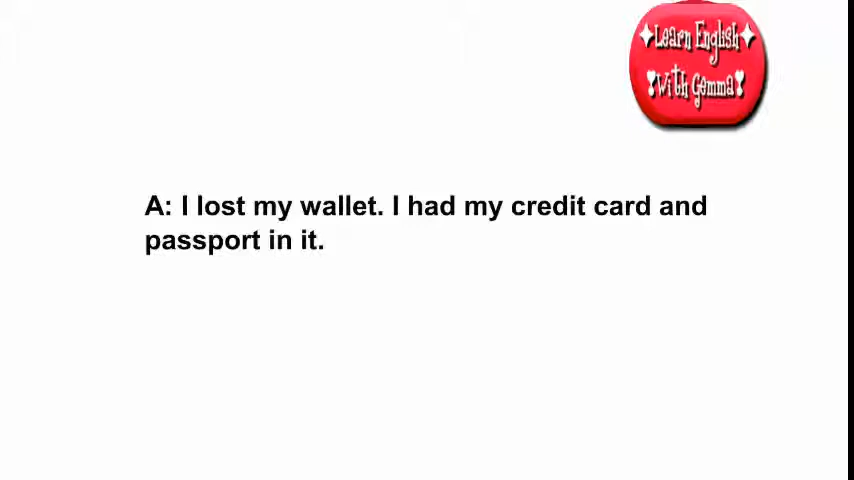 Learn English
With Gemma
A: I lost my wallet. I had my credit card and
passport in it.